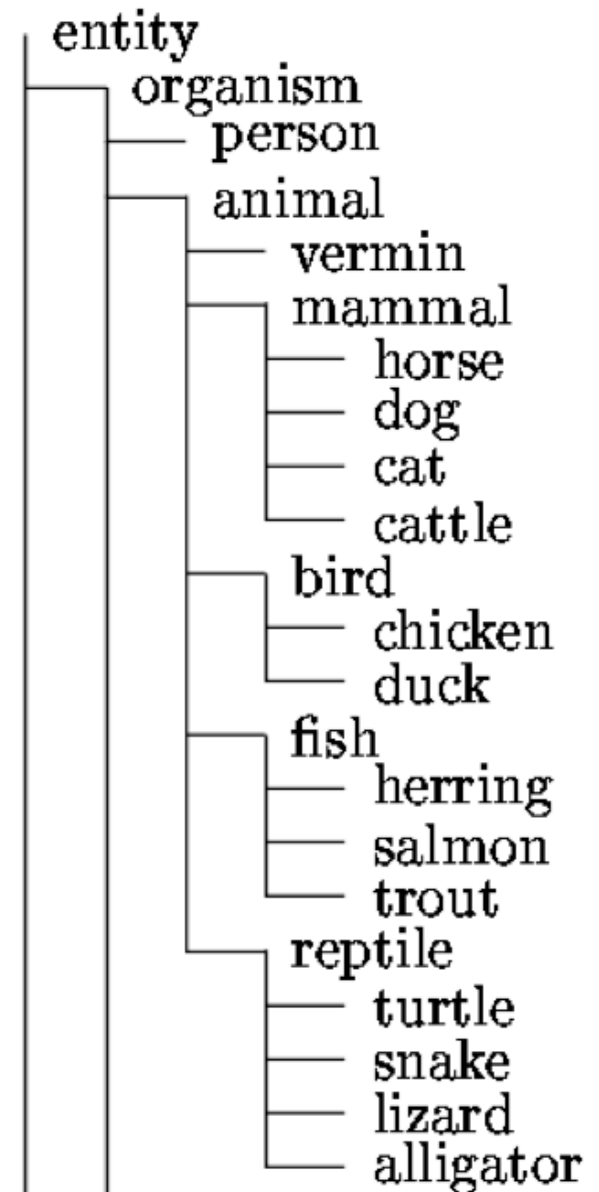 entity
organism
person
animal
vermin
mammal
horse
dog
cat
cattle
bird
chicken
duck
fish
herring
salmon
trout
reptile
turtle
snake
lizard
alligator